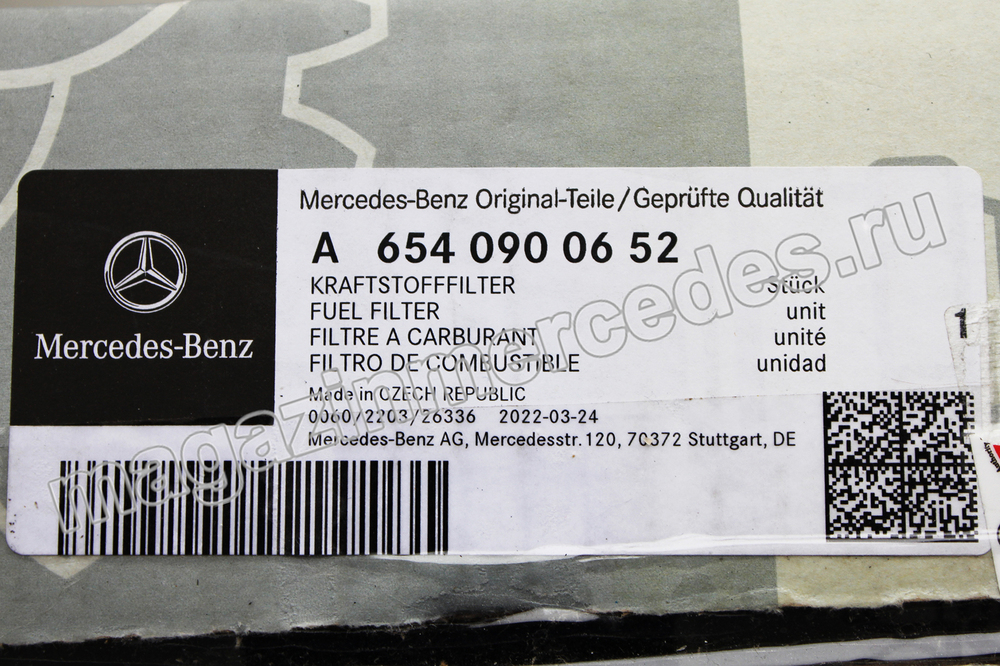 Mercedes-Benz Original-Teile/Geprüfte Qualität
A 654 090 06 52
KRAFTSTOFFFILTER Stück
FUEL FILTER unit
FILTRE A CARBURANT unité
FILTRO DE COMBUSTIBLE unidad
1
Mercedes-Benz
Made in CZECH REPUBLIC
0060/2203/26336 2022-03-24
Mercedes-Benz AG, Mercedesstr.120, 70372 Stuttgart, DE
magazinmercedes.ru